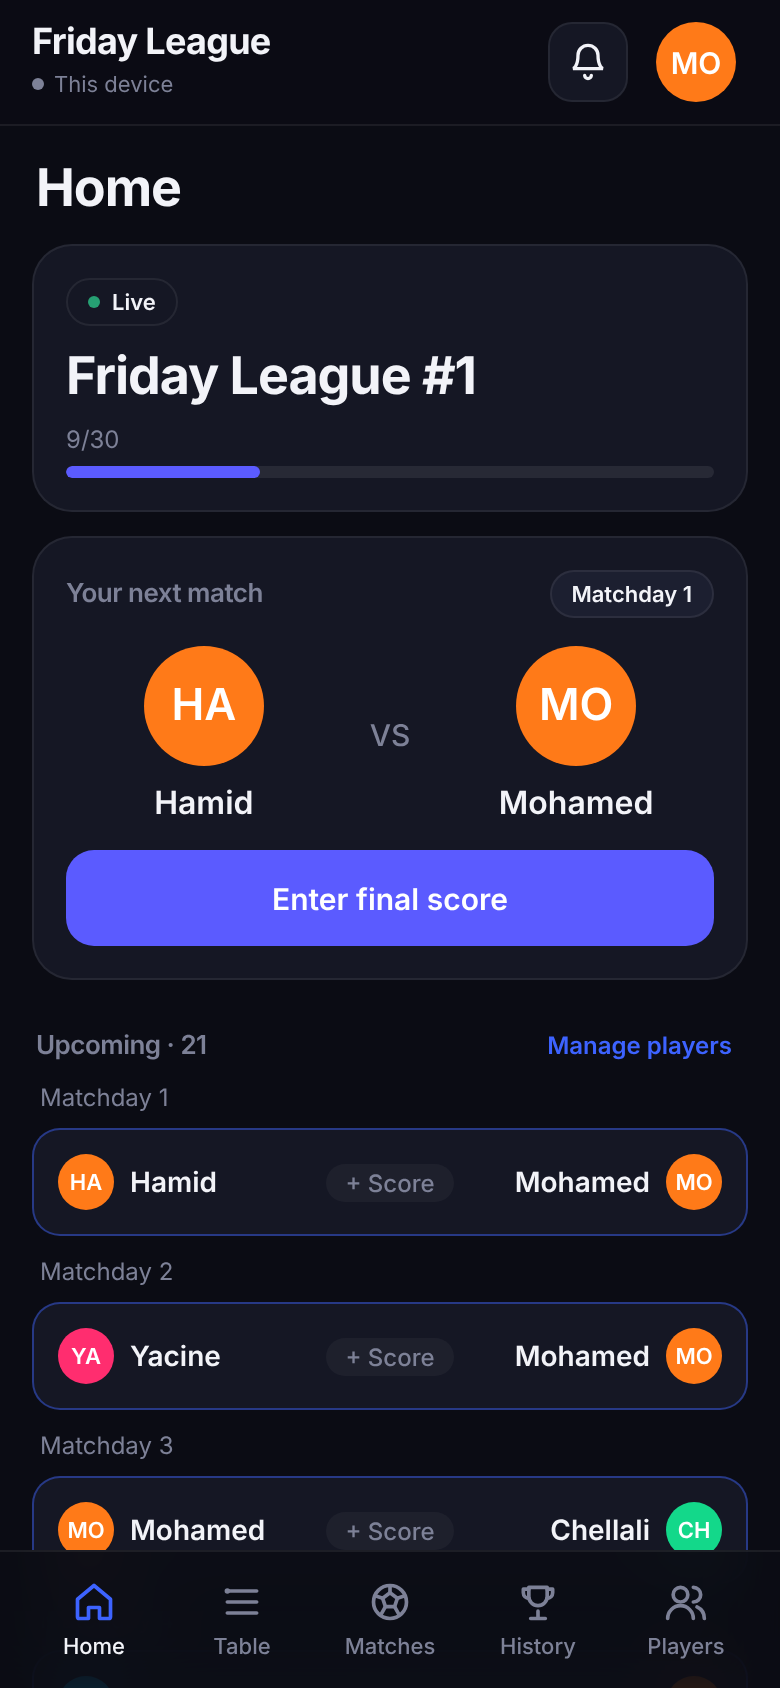 Friday League
This device
MO
Home
Live
Friday League #1
9/30
Your next match
Matchday 1
HA
MO
VS
Hamid
Mohamed
Enter final score
Upcoming · 21
Manage players
Matchday 1
HA Hamid + Score Mohamed MO
Matchday 2
YA Yacine + Score Mohamed MO
Matchday 3
MO Mohamed + Score Chellali CH
Home Table Matches History Players